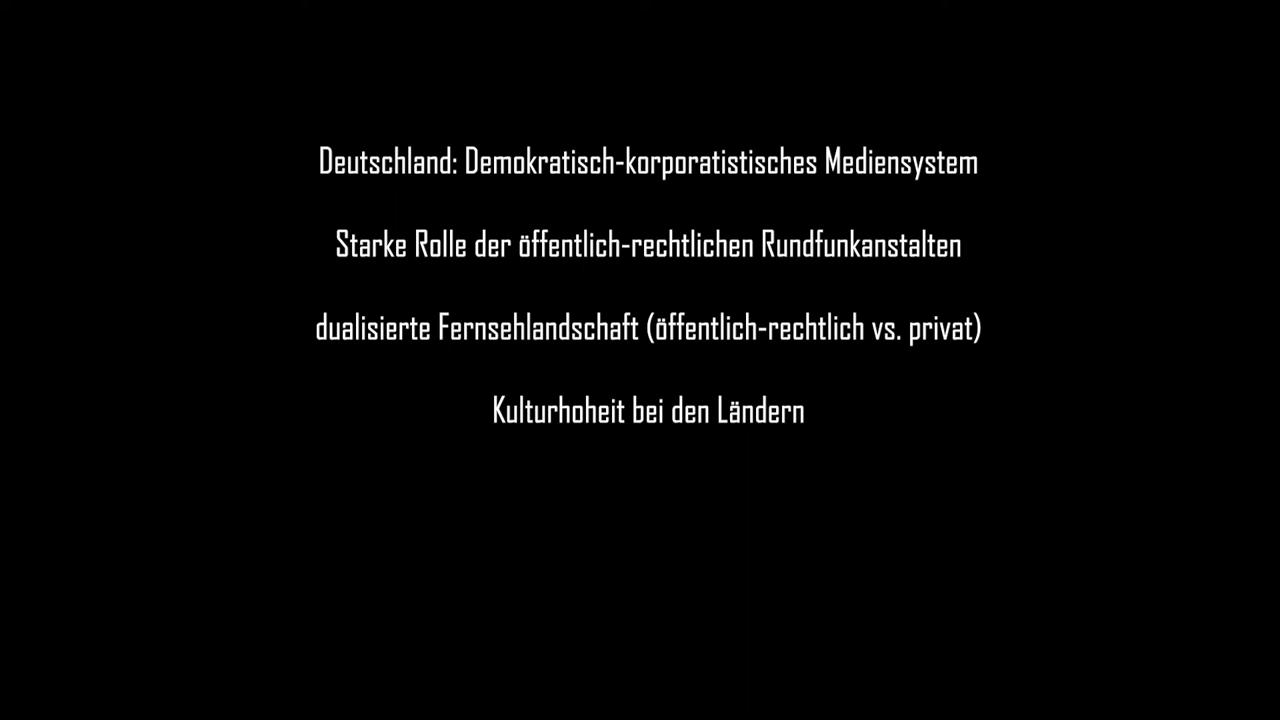 Deutschland: Demokratisch-korporatistisches Mediensystem
Starke Rolle der öffentlich-rechtlichen Rundfunkanstalten
dualisierte Fernsehlandschaft (öffentlich-rechtlich vs. privat)
Kulturhoheit bei den Ländern